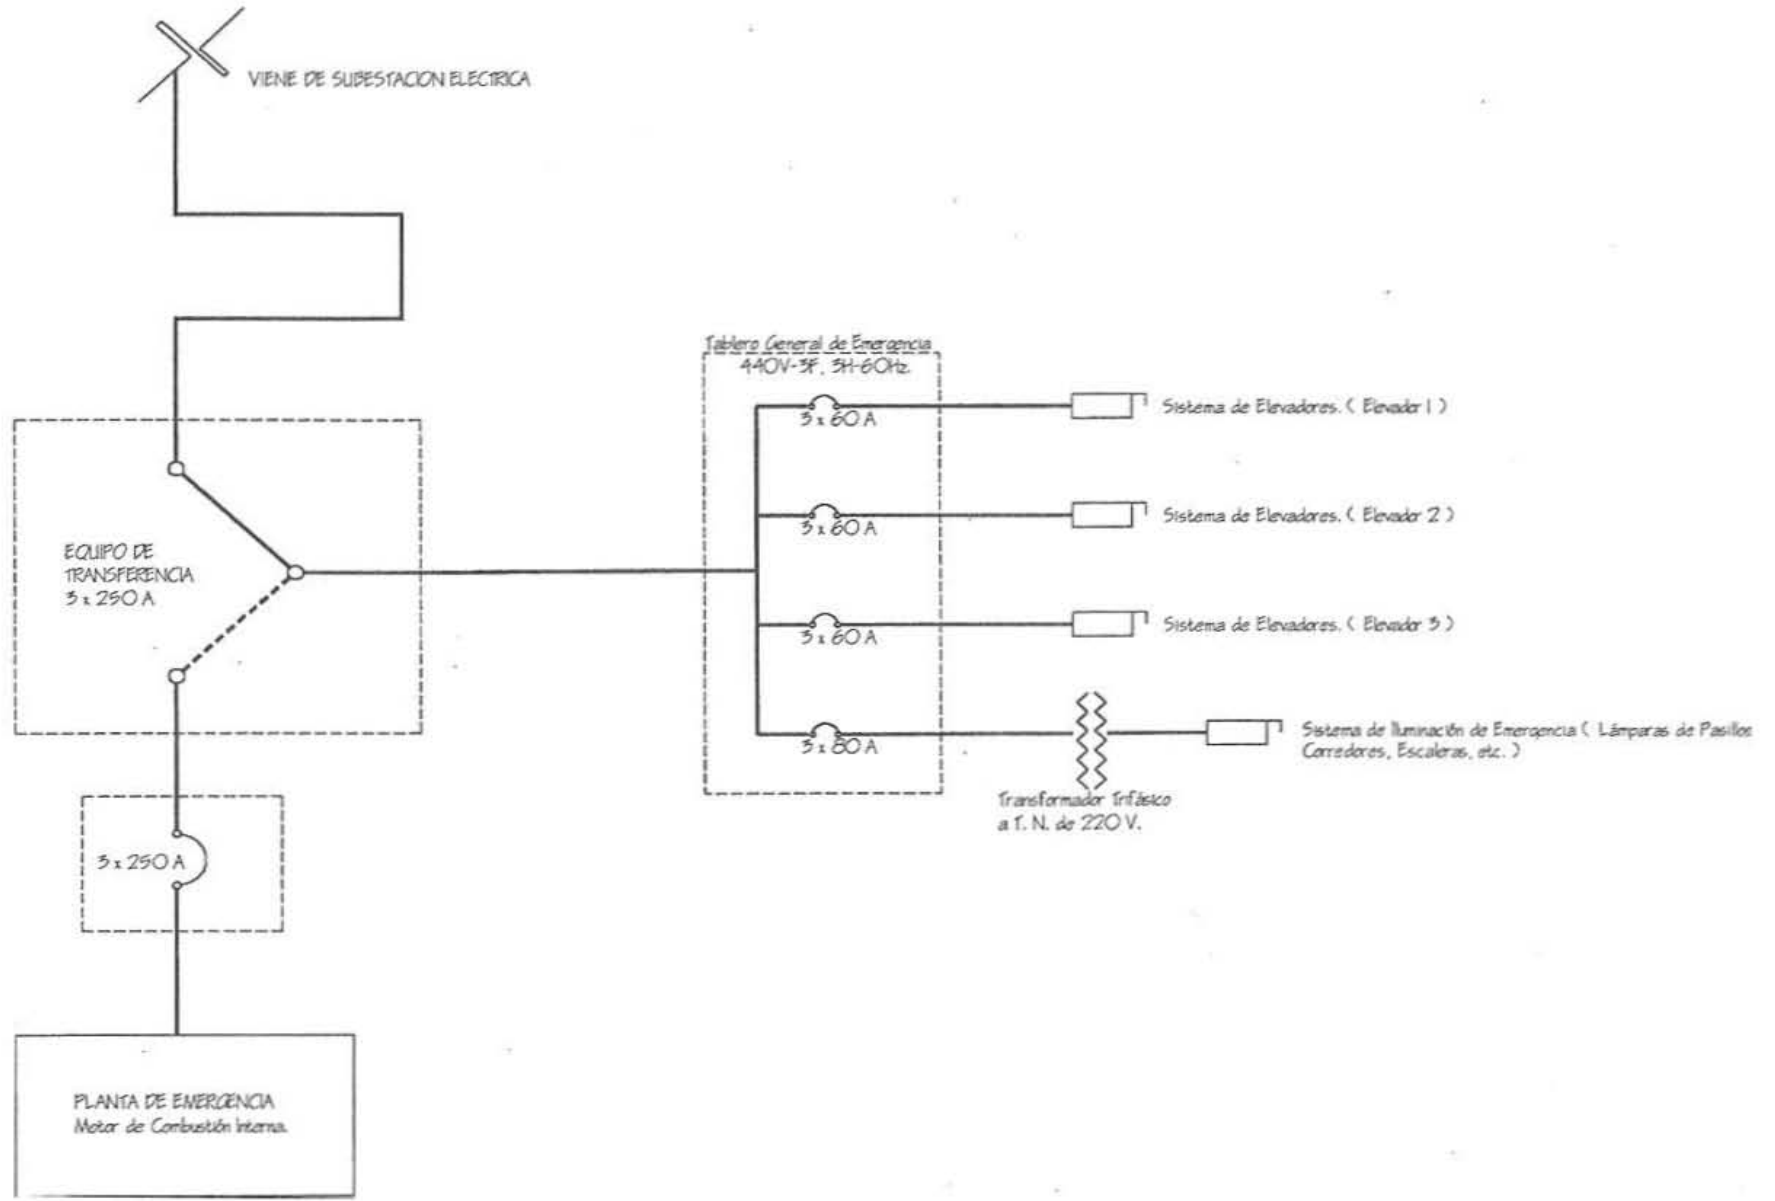 VIENE DE SUBESTACION ELECTRICA
Tablero General de Emergencia
440V-3F, 3H-60Hz
3 x 60 A
Sistema de Elevadores. ( Elevador 1 )
3 x 60 A
Sistema de Elevadores. ( Elevador 2 )
EQUIPO DE
TRANSFERENCIA
3 x 250 A
3 x 60 A
Sistema de Elevadores. ( Elevador 3 )
3 x 80 A
Sistema de Iluminación de Emergencia ( Lámparas de Pasillos
Corredores, Escaleras, etc. )
Transformador Trifásico
a T. N. de 220 V.
3 x 250 A
PLANTA DE EMERGENCIA
Motor de Combustión Interna.